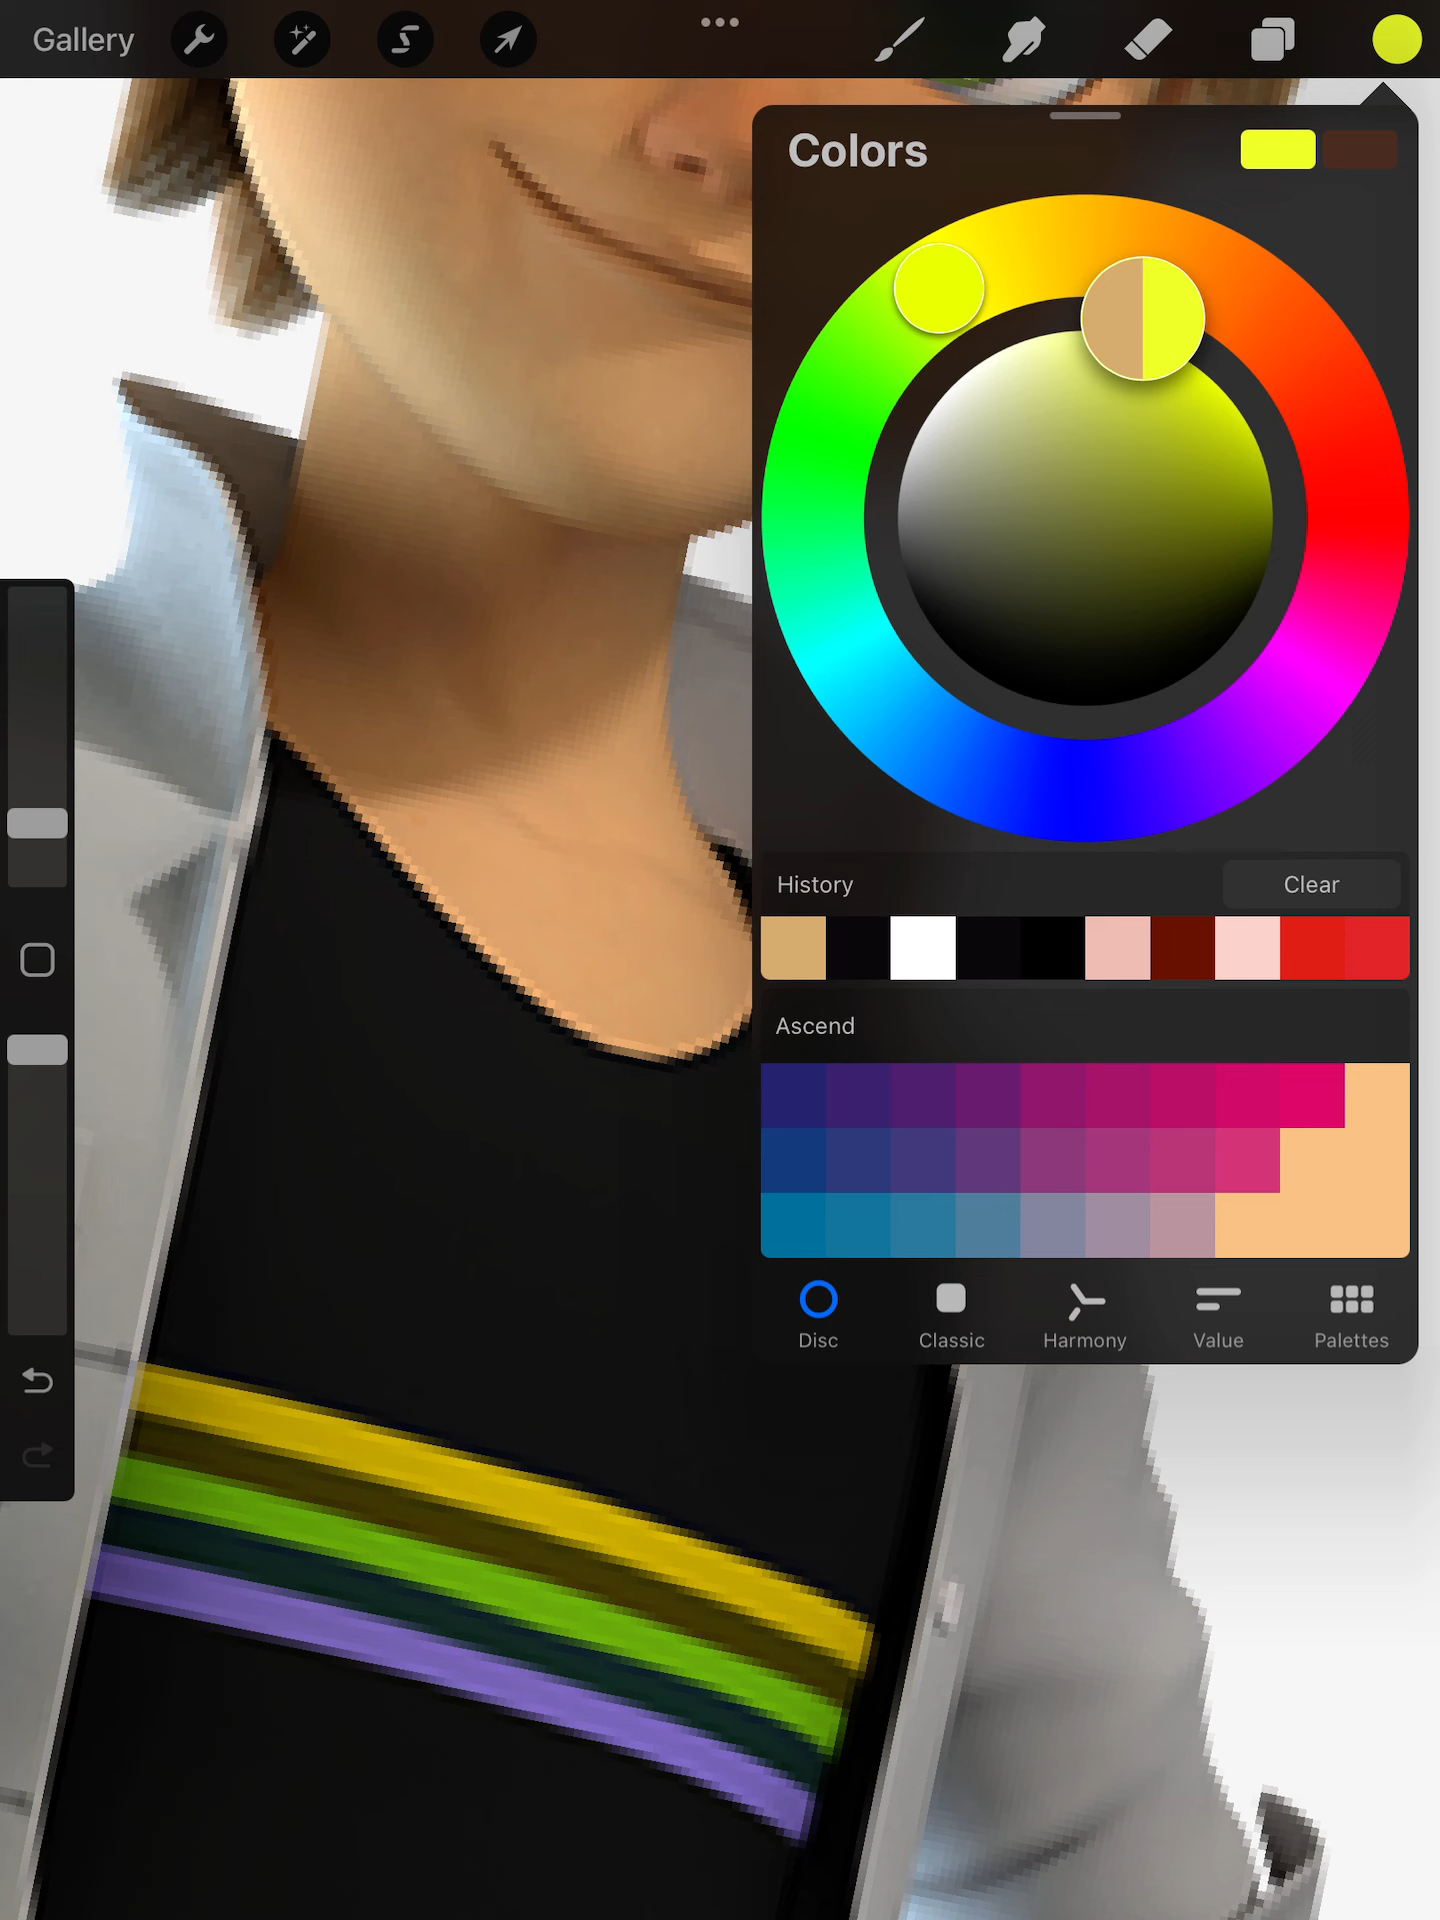 Gallery
Colors
History
Clear
Ascend
Disc
Classic
Harmony
Value
Palettes